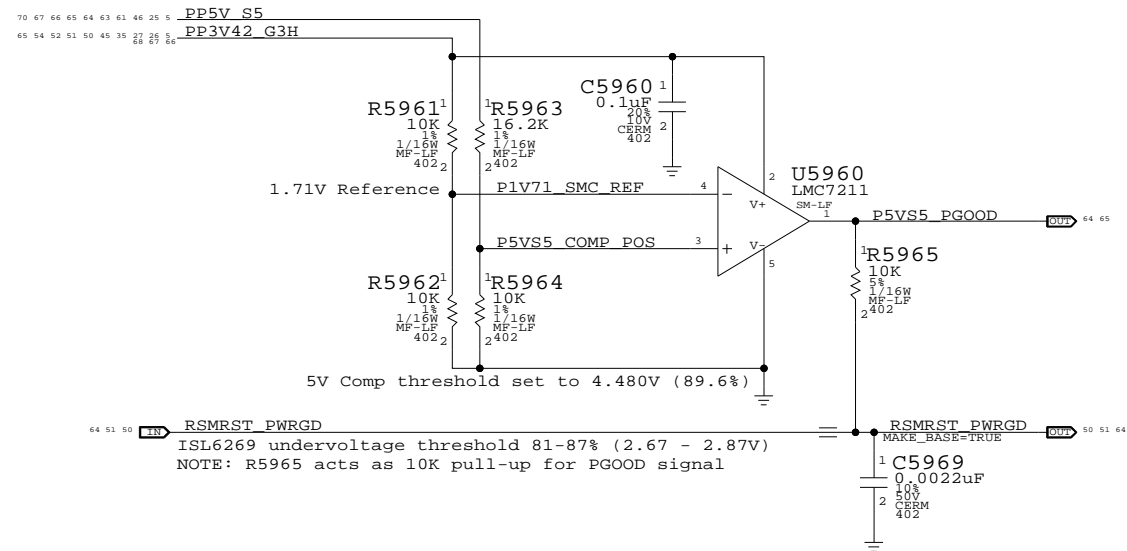 70 67 66 65 64 63 61 46 25 5 PP5V_S5
65 54 52 51 50 45 35 27 26 5 PP3V42_G3H
68 67 66
C5960 1
0.1uF
20%
10V
CERM 2
402
R5961 1
10K
1%
1/16W
MF-LF
402 2
1 R5963
16.2K
1%
1/16W
MF-LF
2 402
1.71V Reference
P1V71_SMC_REF 4
P5VS5_COMP_POS 3
2 U5960
LMC7211
SM-LF
V+
V-
1
5
P5VS5_PGOOD OUT 64 65
1 R5965
10K
5%
1/16W
MF-LF
2 402
R5962 1
10K
1%
1/16W
MF-LF
402 2
1 R5964
10K
1%
1/16W
MF-LF
2 402
5V Comp threshold set to 4.480V (89.6%)
64 51 50 IN RSMRST_PWRGD
RSMRST_PWRGD OUT 50 51 64
MAKE_BASE=TRUE
ISL6269 undervoltage threshold 81-87% (2.67 - 2.87V)
NOTE: R5965 acts as 10K pull-up for PGOOD signal
1 C5969
0.0022uF
10%
50V
2 CERM
402